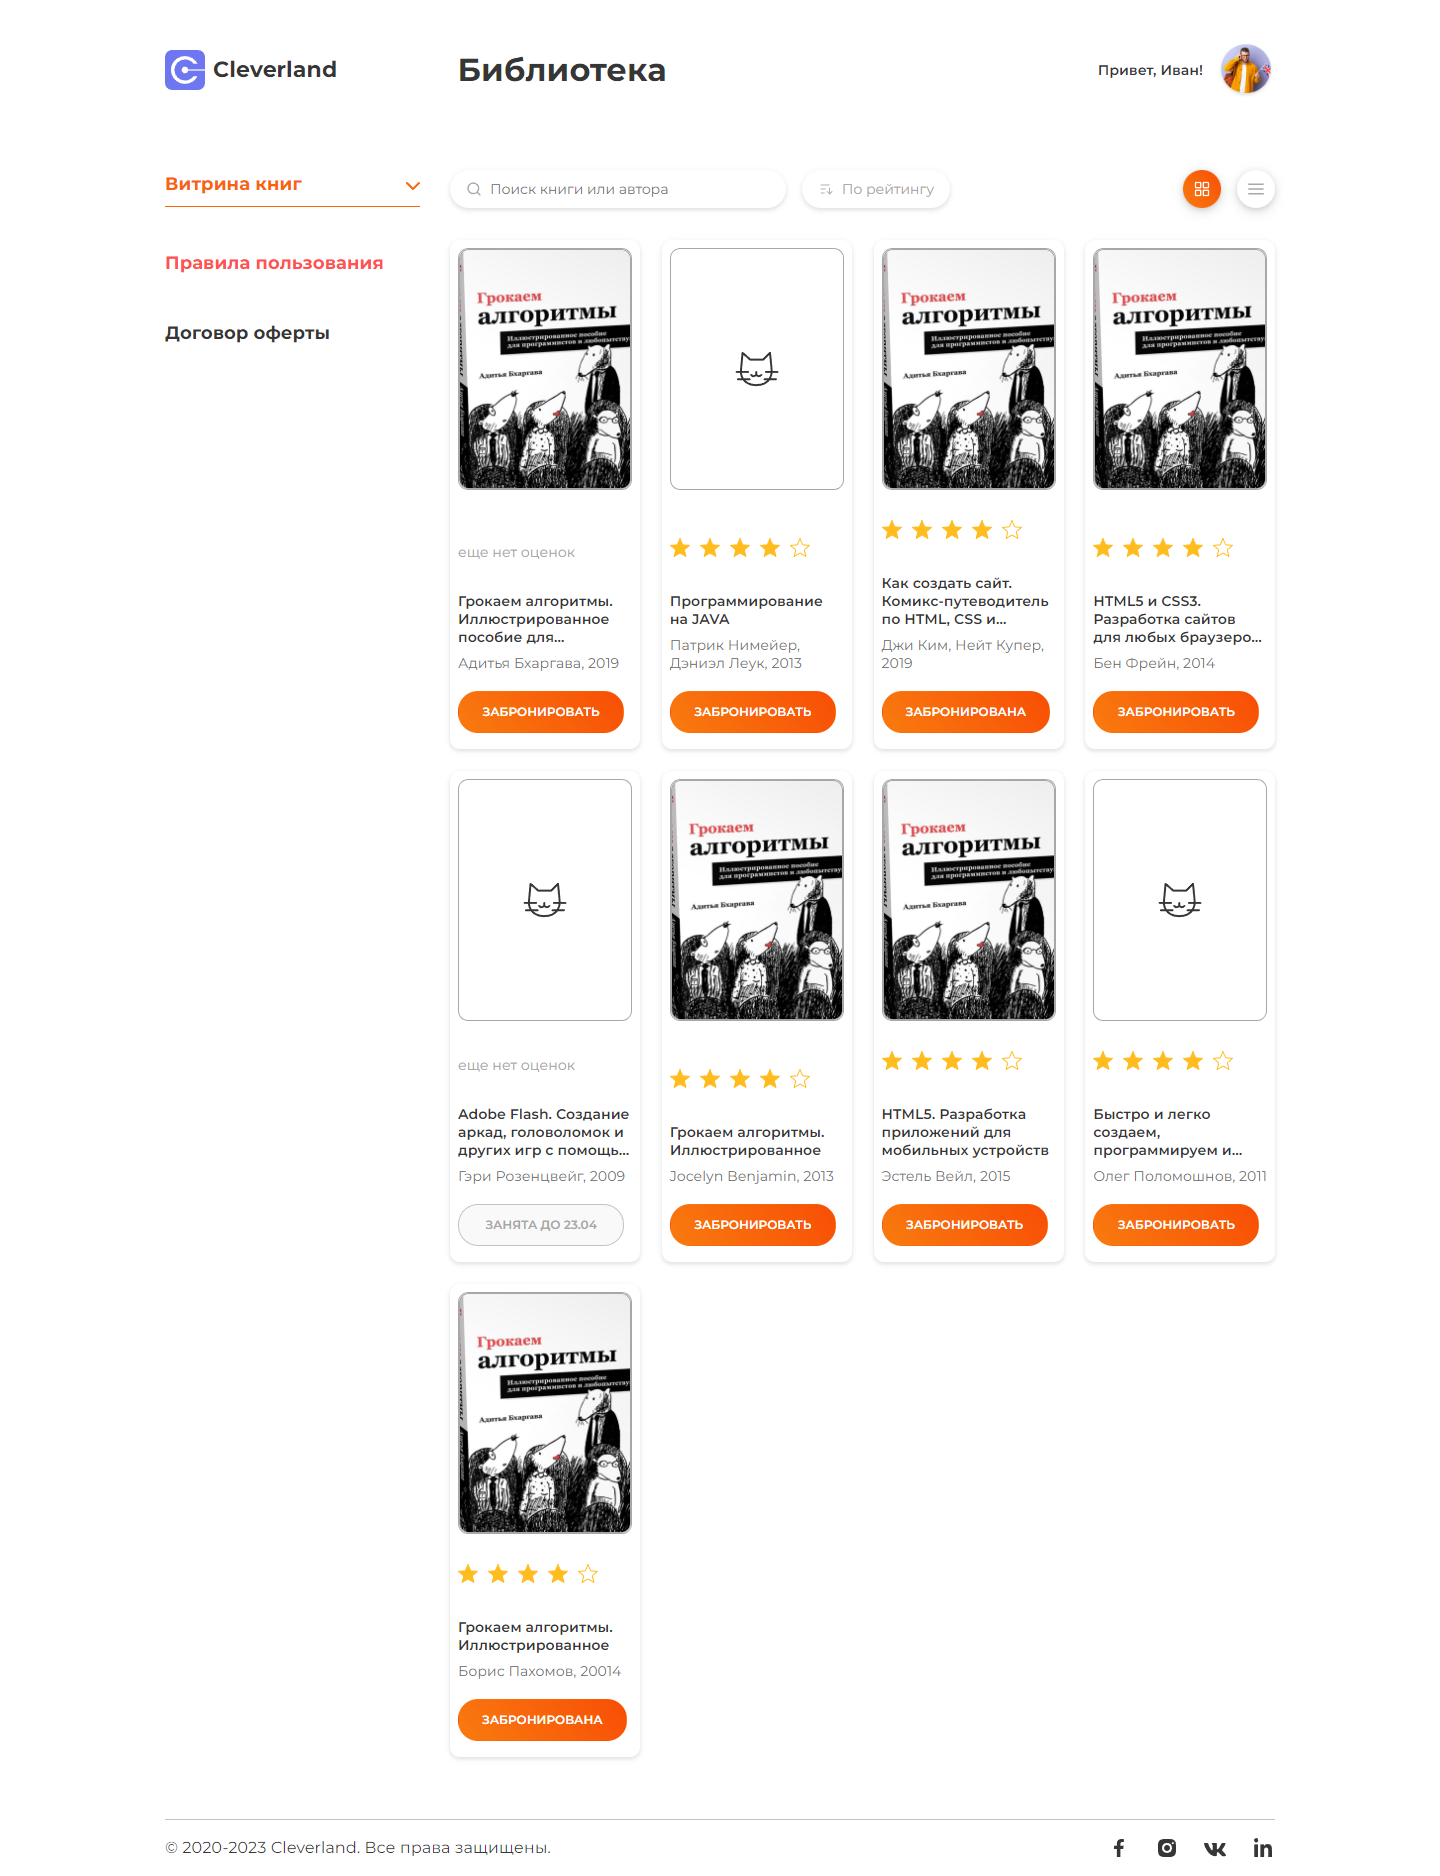 Cleverland
Библиотека
Привет, Иван!
Витрина книг
Правила пользования
Договор оферты
Поиск книги или автора
По рейтингу
Грокаем
алгоритмы
Иллюстрированное пособие
для программистов и любопытству
Адитья Бхаргава
еще нет оценок
Грокаем алгоритмы.
Иллюстрированное
пособие для...
Адитья Бхаргава, 2019
ЗАБРОНИРОВАТЬ
Программирование
на JAVA
Патрик Нимейер,
Дэниэл Леук, 2013
ЗАБРОНИРОВАТЬ
Грокаем
алгоритмы
Иллюстрированное пособие
для программистов и любопытству
Адитья Бхаргава
Как создать сайт.
Комикс-путеводитель
по HTML, CSS и...
Джи Ким, Нейт Купер,
2019
ЗАБРОНИРОВАНА
Грокаем
алгоритмы
Иллюстрированное пособие
для программистов и любопытству
Адитья Бхаргава
HTML5 и CSS3.
Разработка сайтов
для любых браузеро...
Бен Фрейн, 2014
ЗАБРОНИРОВАТЬ
еще нет оценок
Adobe Flash. Создание
аркад, головоломок и
других игр с помощь...
Гэри Розенцвейг, 2009
ЗАНЯТА ДО 23.04
Грокаем
алгоритмы
Иллюстрированное пособие
для программистов и любопытству
Адитья Бхаргава
Грокаем алгоритмы.
Иллюстрированное
Jocelyn Benjamin, 2013
ЗАБРОНИРОВАТЬ
Грокаем
алгоритмы
Иллюстрированное пособие
для программистов и любопытству
Адитья Бхаргава
HTML5. Разработка
приложений для
мобильных устройств
Эстель Вейл, 2015
ЗАБРОНИРОВАТЬ
Быстро и легко
создаем,
программируем и...
Олег Поломошнов, 2011
ЗАБРОНИРОВАТЬ
Грокаем
алгоритмы
Иллюстрированное пособие
для программистов и любопытству
Адитья Бхаргава
Грокаем алгоритмы.
Иллюстрированное
Борис Пахомов, 20014
ЗАБРОНИРОВАНА
© 2020-2023 Cleverland. Все права защищены.